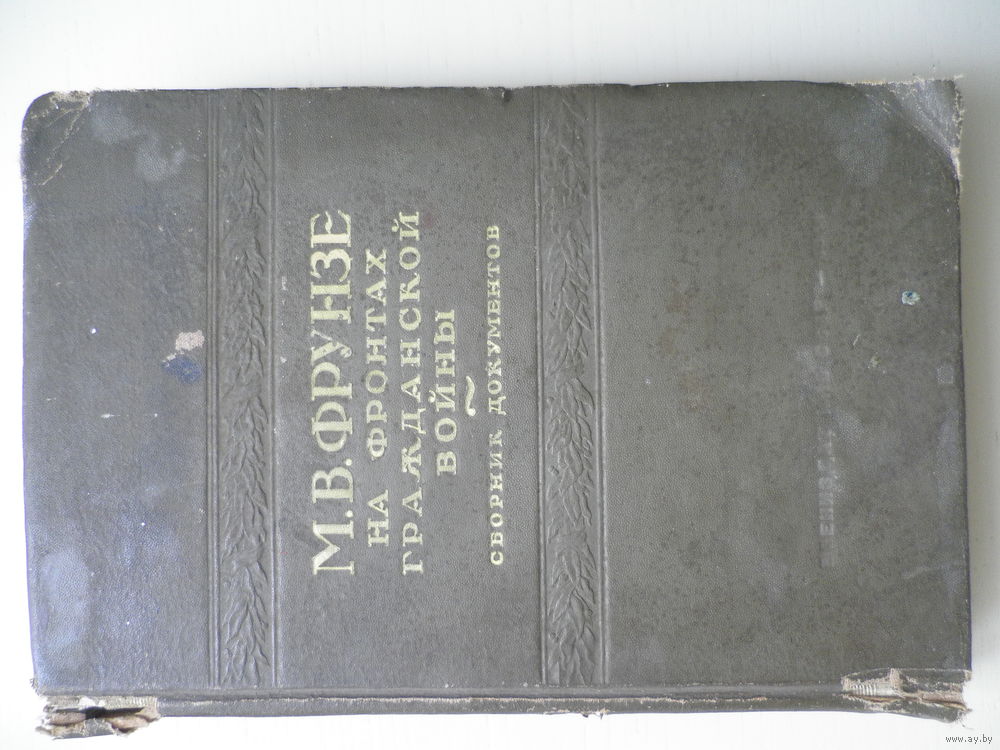 М.В.ФРУНЗЕ
НА ФРОНТАХ
ГРАЖДАНСКОЙ
ВОЙНЫ
~
СБОРНИК ДОКУМЕНТОВ
www.ay.by